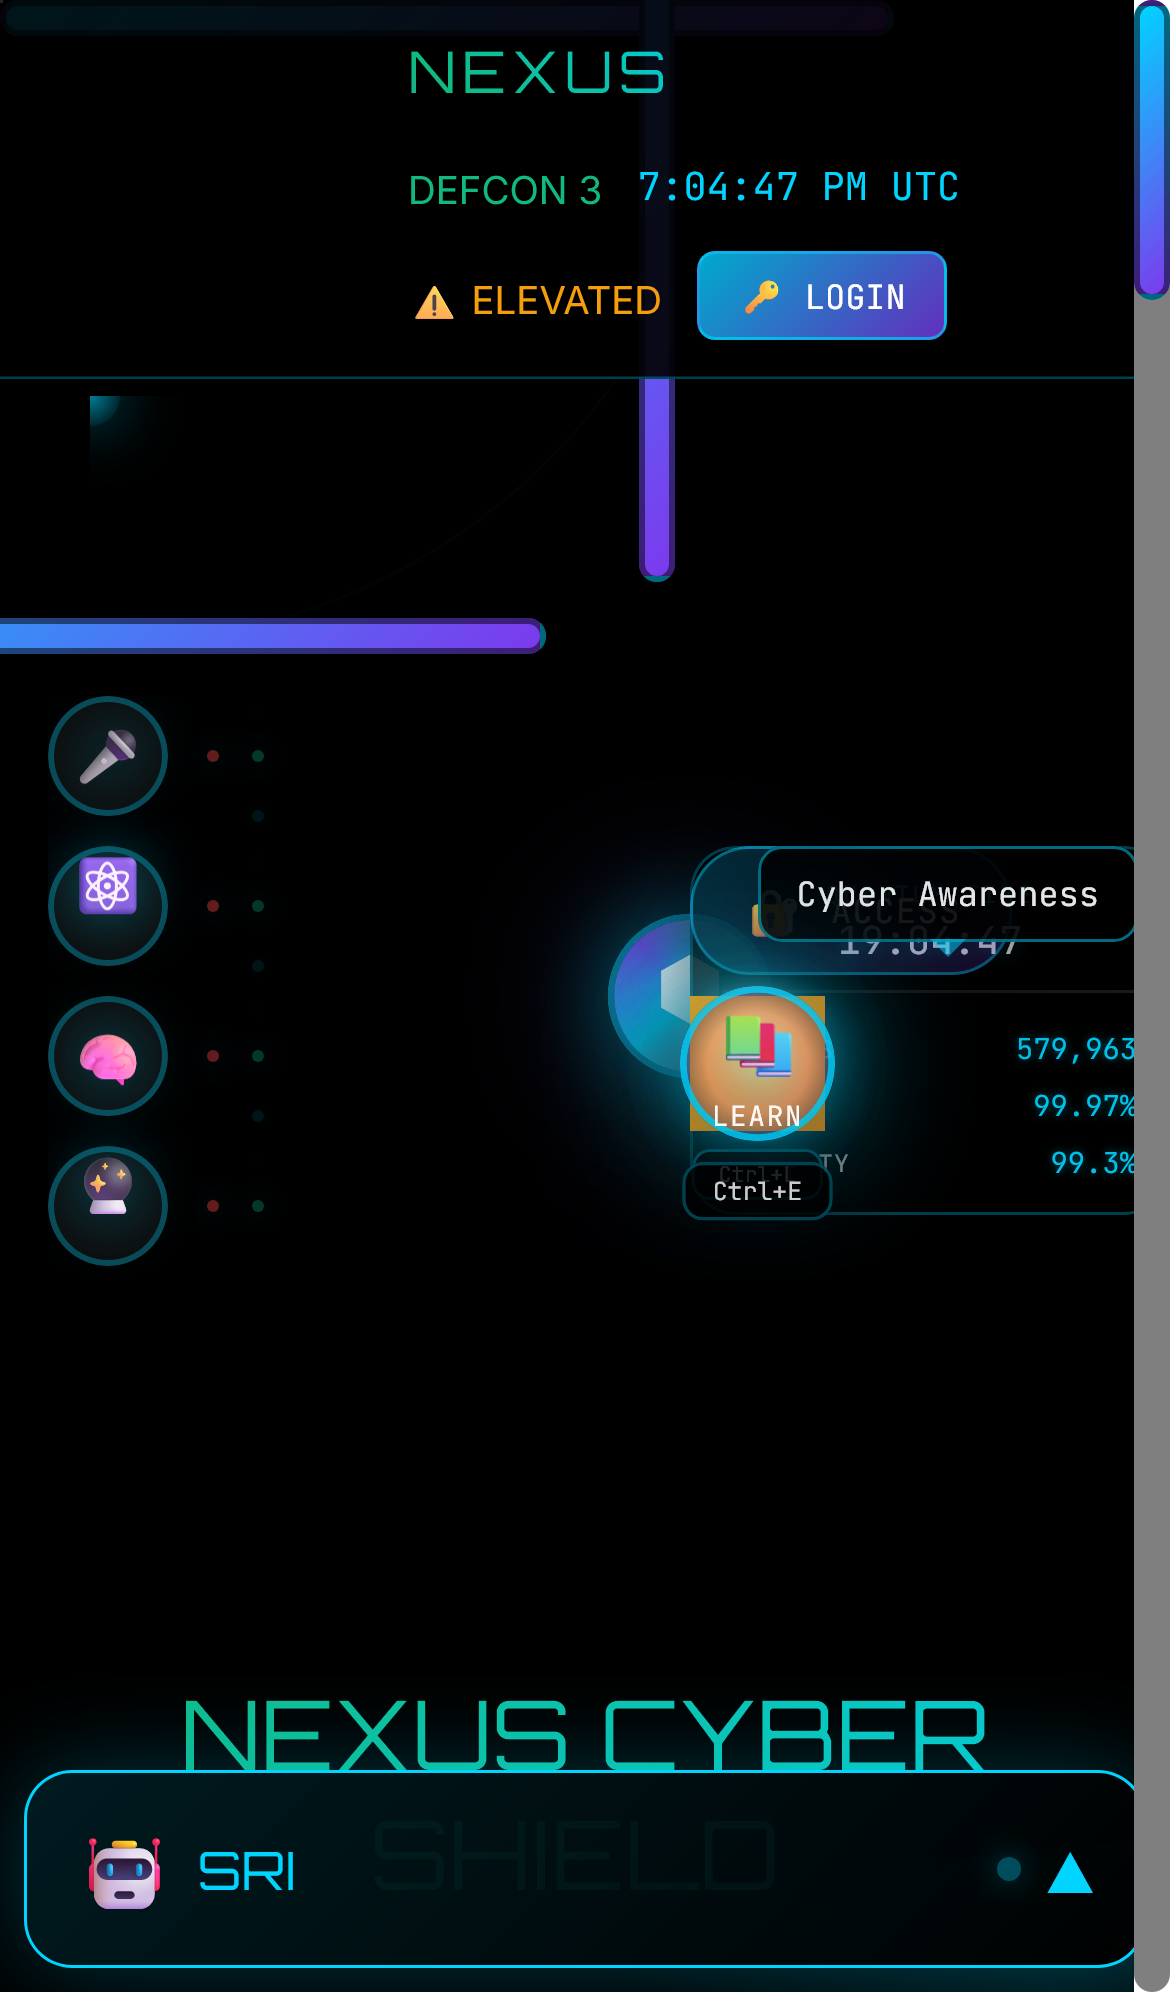 NEXUS
DEFCON 3 7:04:47 PM UTC
ELEVATED LOGIN
Cyber Awareness
ACCESS
19:04:47
579,963
99.97%
LEARN
TY 99.3%
Ctrl+L
Ctrl+E
NEXUS CYBER
SHIELD
SRI